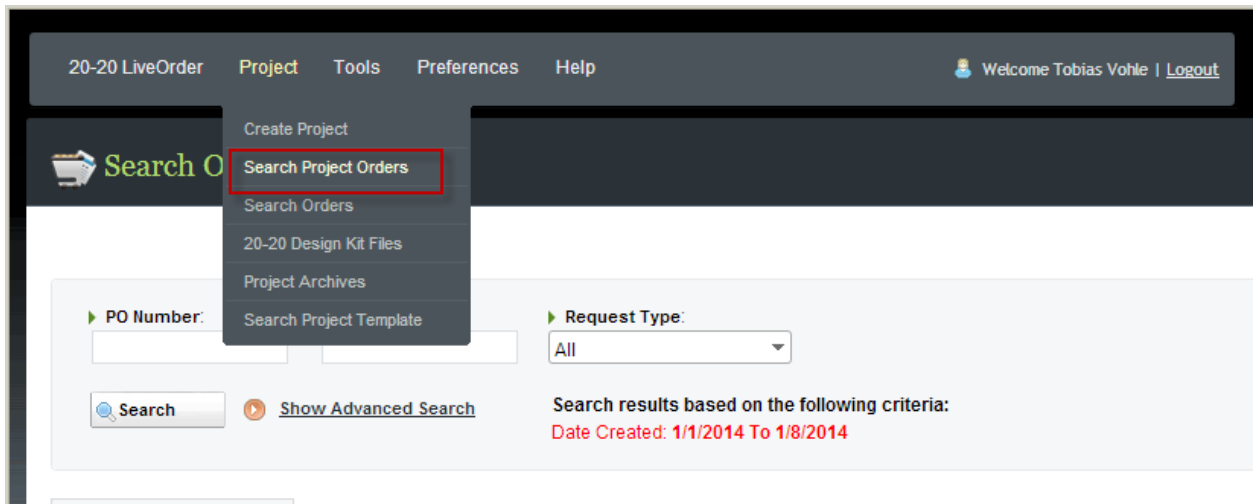 20-20 LiveOrder Project Tools Preferences Help Welcome Tobias Vohle | Logout
Create Project
Search O
Search Project Orders
Search Orders
20-20 Design Kit Files
Project Archives
Search Project Template
PO Number:
Request Type:
All
Search
Show Advanced Search
Search results based on the following criteria:
Date Created: 1/1/2014 To 1/8/2014